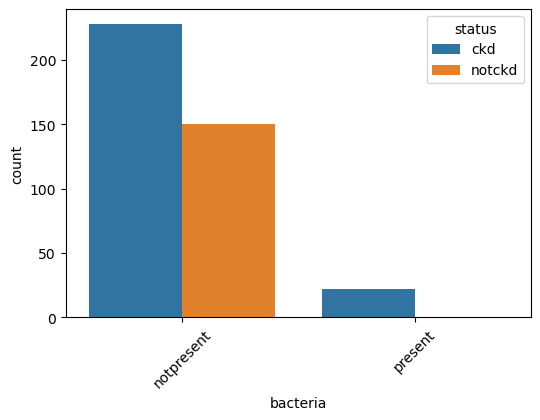 status
ckd
notckd
200
150
100
50
0
count
notpresent
present
bacteria